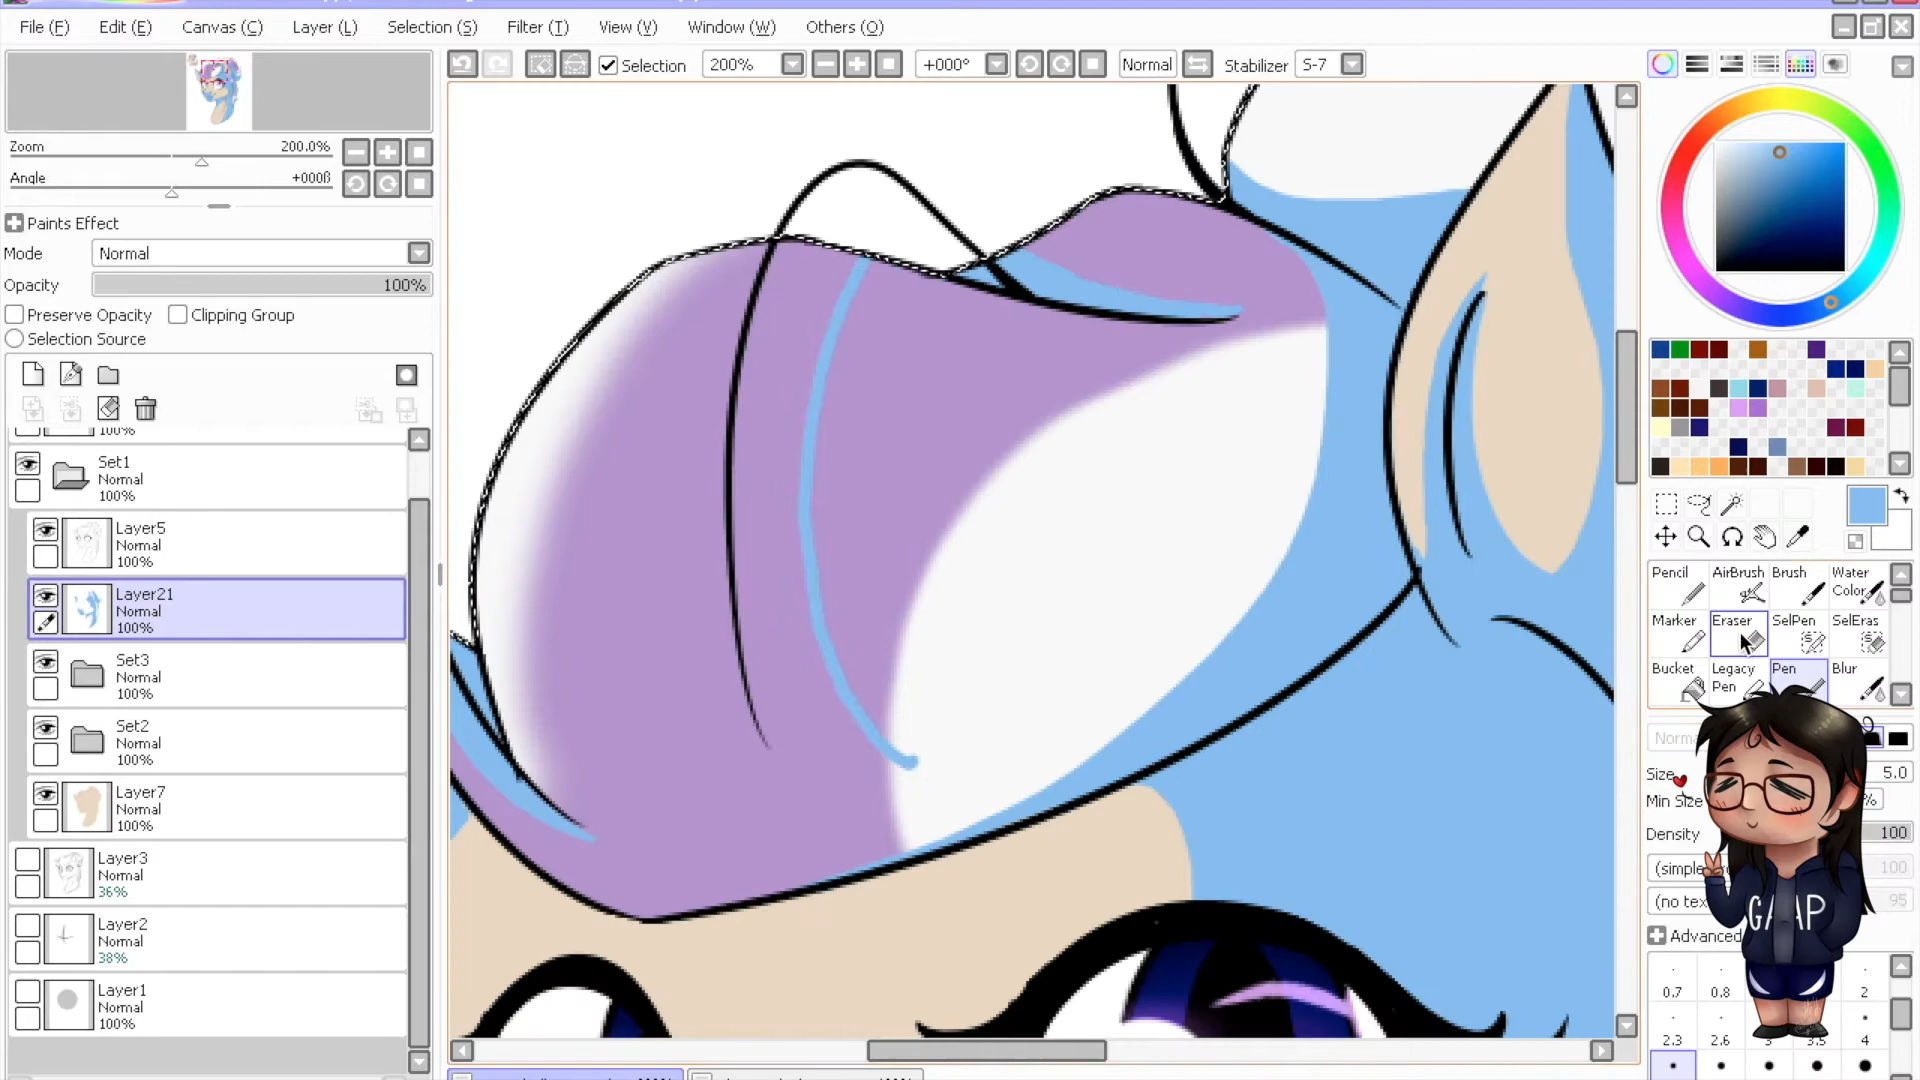 File (F) Edit (E) Canvas (C) Layer (L) Selection (S) Filter (T) View (V) Window (W) Others (O)
Selection 200% +000° Normal Stabilizer S-7
Zoom 200.0%
Angle +000ß
Paints Effect
Mode Normal
Opacity 100%
Preserve Opacity Clipping Group
Selection Source
100%
Set1
Normal
100%
Layer5
Normal
100%
Layer21
Normal
100%
Set3
Normal
100%
Set2
Normal
100%
Layer7
Normal
100%
Layer3
Normal
36%
Layer2
Normal
38%
Layer1
Normal
100%
Pencil AirBrush Brush Water Color
Marker Eraser SelPen SelEras
Bucket Legacy Pen Pen Blur
Size 5.0
Min Size %
Density 100
(simple 100
(no tex 95
Advanced
GAAP
0.7 0.8 2
2.3 2.6 3 3.5 4